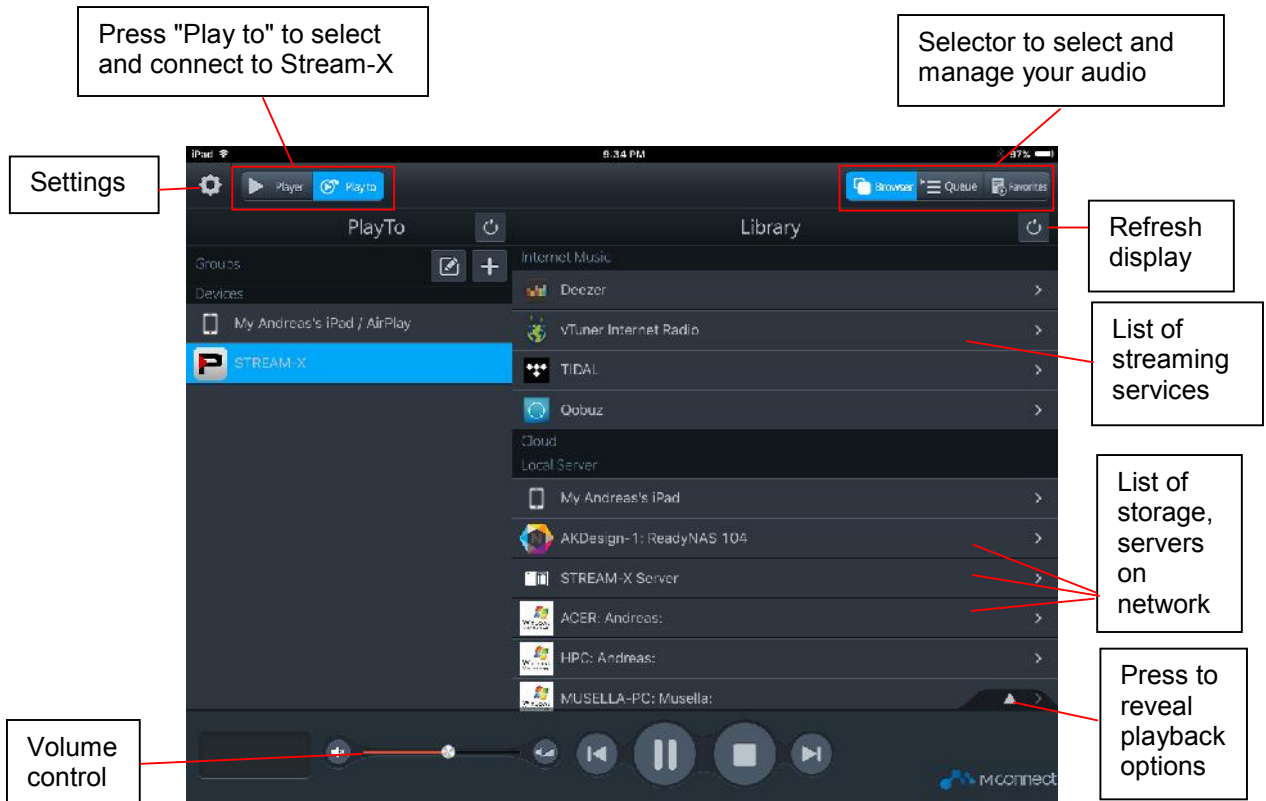 Press "Play to" to select
and connect to Stream-X
Selector to select and
manage your audio
Settings
iPad
9:34 PM
97%
Player
Play to
Browser
Queue
Favorites
PlayTo
Library
Refresh
display
Groups
Devices
My Andreas's iPad / AirPlay
STREAM-X
Internet Music
Deezer
vTuner Internet Radio
TIDAL
Qobuz
List of
streaming
services
Cloud
Local Server
My Andreas's iPad
AKDesign-1: ReadyNAS 104
STREAM-X Server
ACER: Andreas:
HPC: Andreas:
MUSELLA-PC: Musella:
List of
storage,
servers
on
network
Press to
reveal
playback
options
Volume
control
mconnect